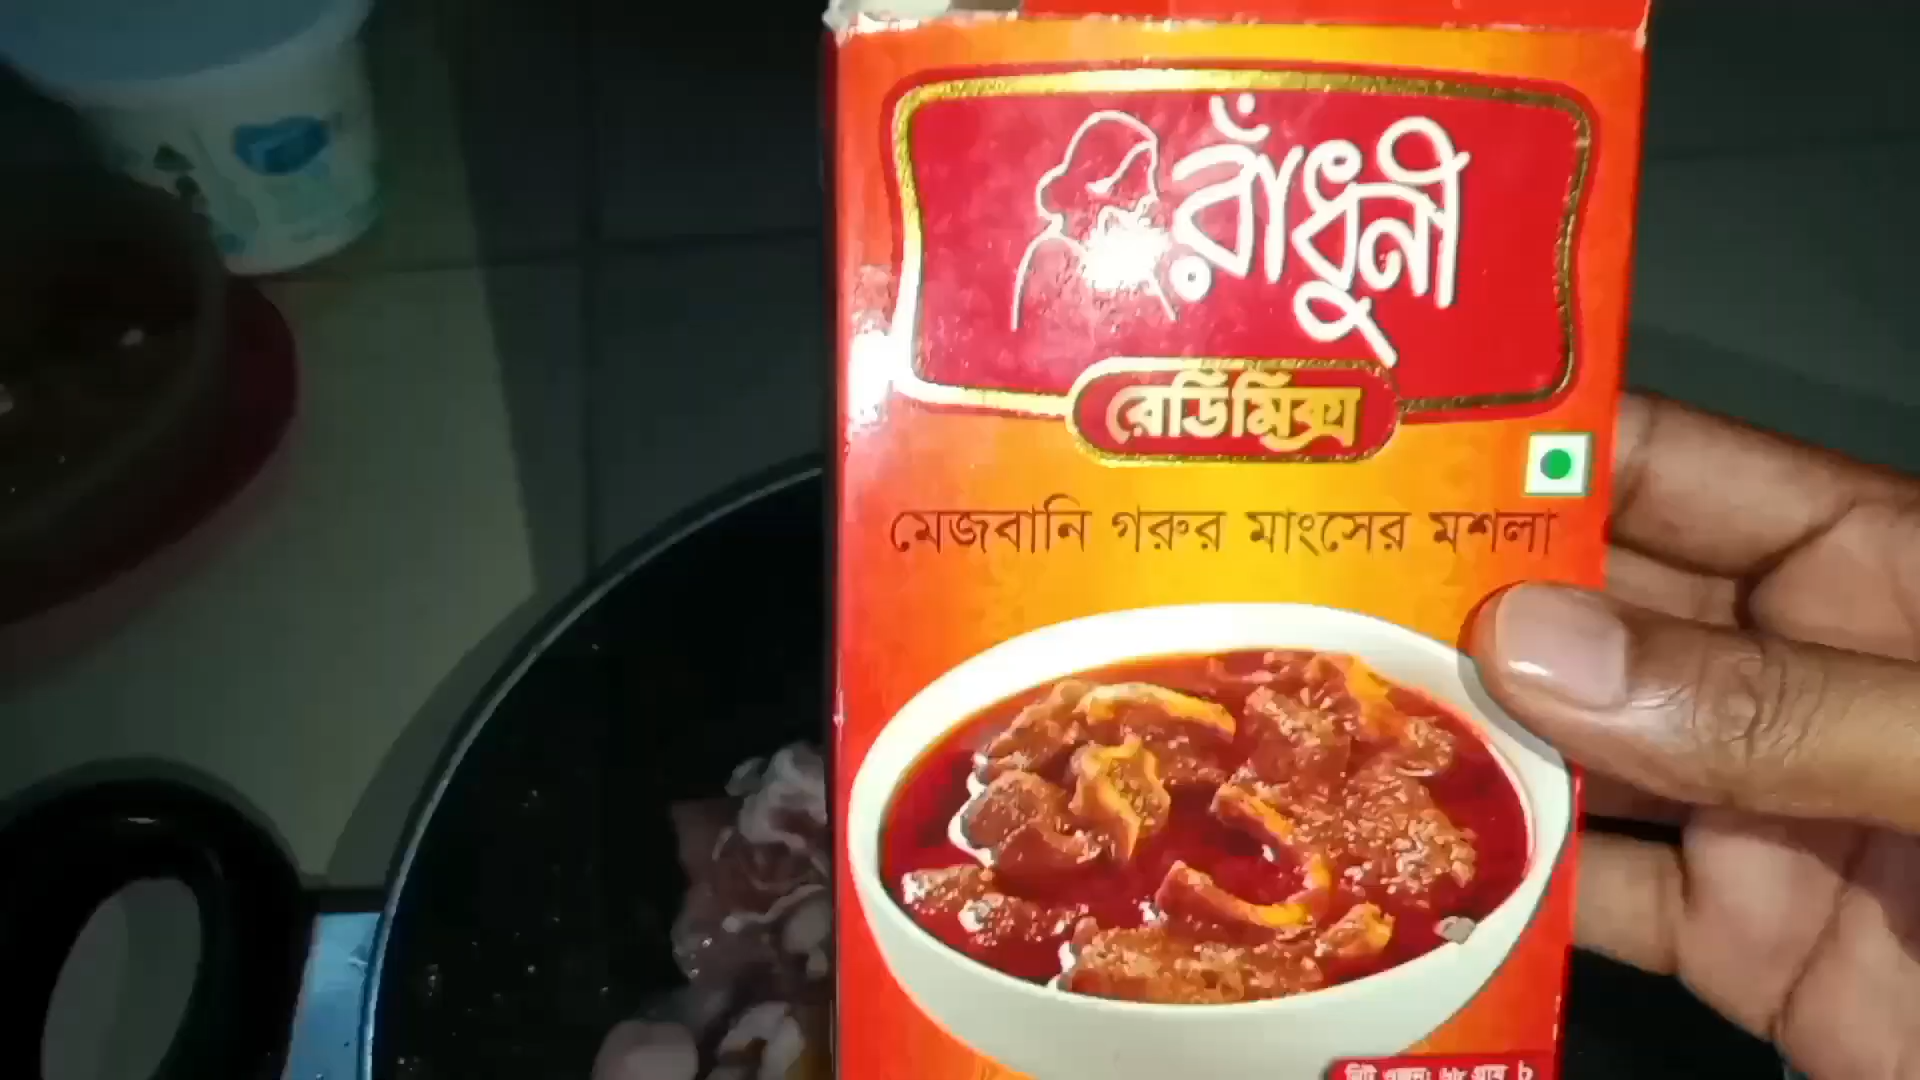 রাঁধুনী
রেডিমিক্স
মেজবানি গরুর মাংসের মশলা